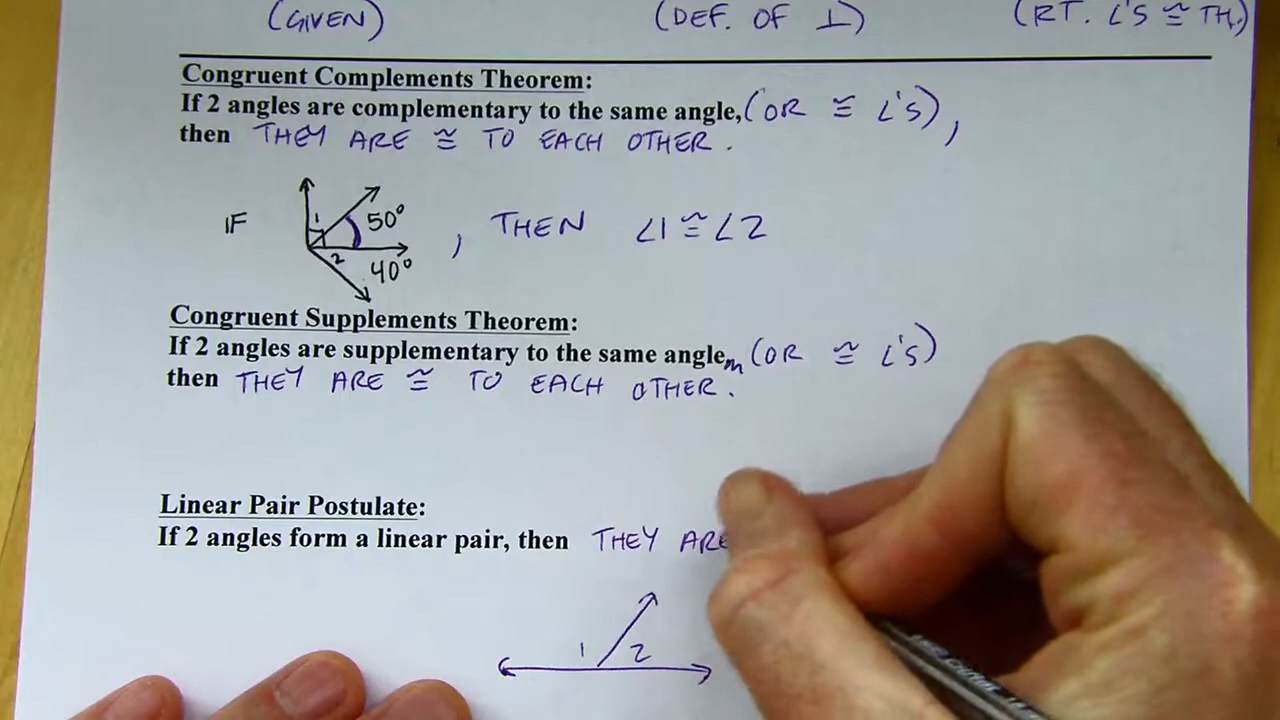 (GIVEN) (DEF. OF ⊥) (RT. ∠'S ≅ TH.)
Congruent Complements Theorem:
If 2 angles are complementary to the same angle, (OR ≅ ∠'S),
then THEY ARE ≅ TO EACH OTHER.
IF 1 50° 2 40° , THEN ∠1 ≅ ∠2
Congruent Supplements Theorem:
If 2 angles are supplementary to the same angle, (OR ≅ ∠'S)
then THEY ARE ≅ TO EACH OTHER.
Linear Pair Postulate:
If 2 angles form a linear pair, then THEY ARE
1 2